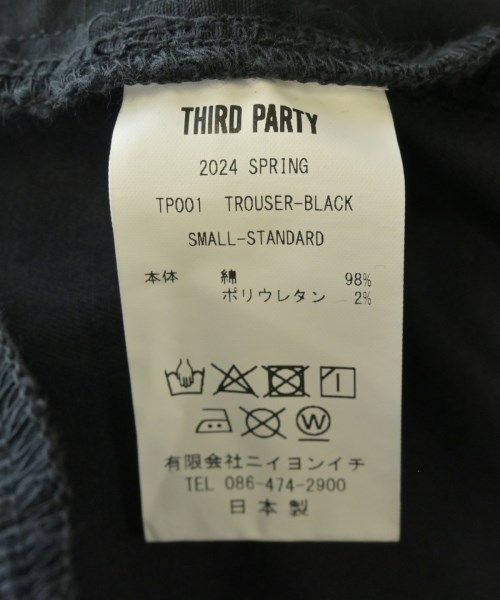 THIRD PARTY
2024 SPRING
TP001 TROUSER-BLACK
SMALL-STANDARD
本体 綿 98%
ポリウレタン 2%
W
有限会社ニイヨンイチ
TEL 086-474-2900
日本製